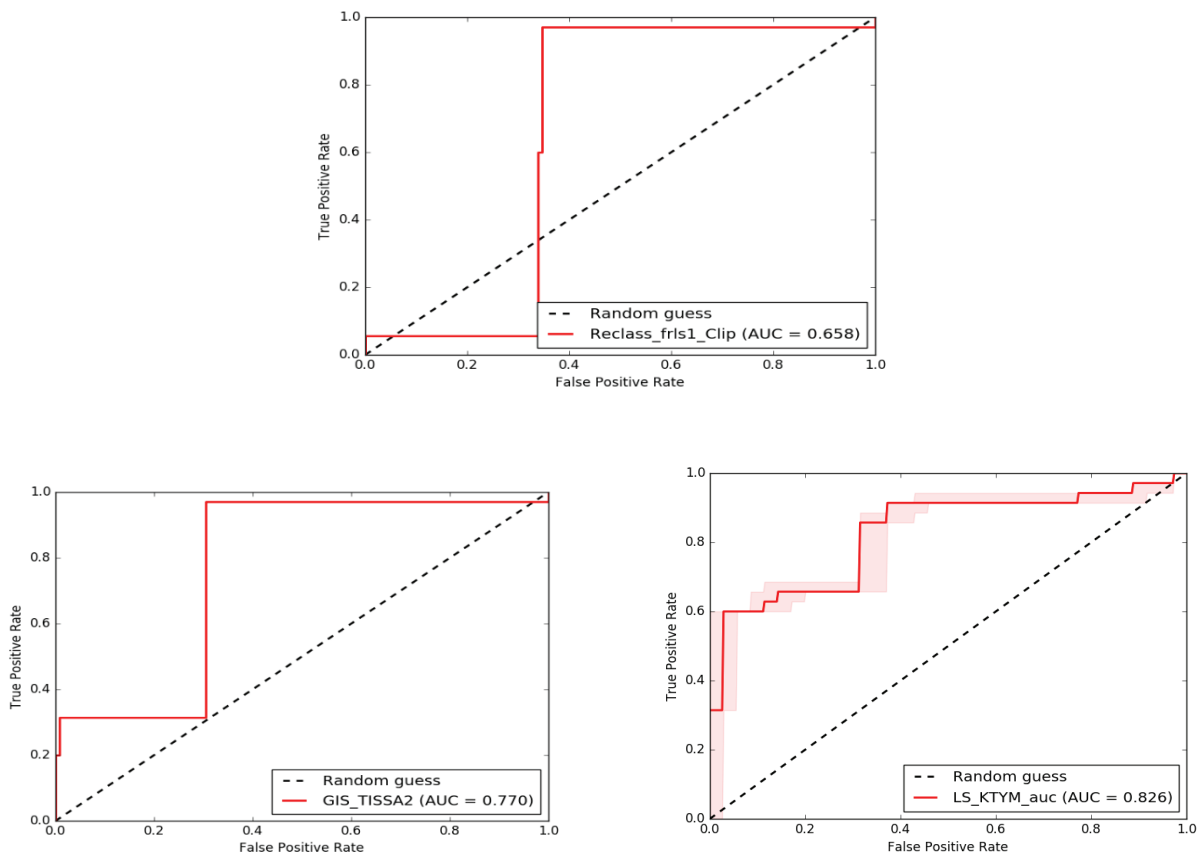 1.0
0.8
0.6
0.4
0.2
0.0
True Positive Rate
Random guess
Reclass_frls1_Clip (AUC = 0.658)
0.0 0.2 0.4 0.6 0.8 1.0
False Positive Rate
1.0
0.8
0.6
0.4
0.2
0.0
True Positive Rate
Random guess
GIS_TISSA2 (AUC = 0.770)
0.0 0.2 0.4 0.6 0.8 1.0
False Positive Rate
1.0
0.8
0.6
0.4
0.2
0.0
True Positive Rate
Random guess
LS_KTYM_auc (AUC = 0.826)
0.0 0.2 0.4 0.6 0.8 1.0
False Positive Rate